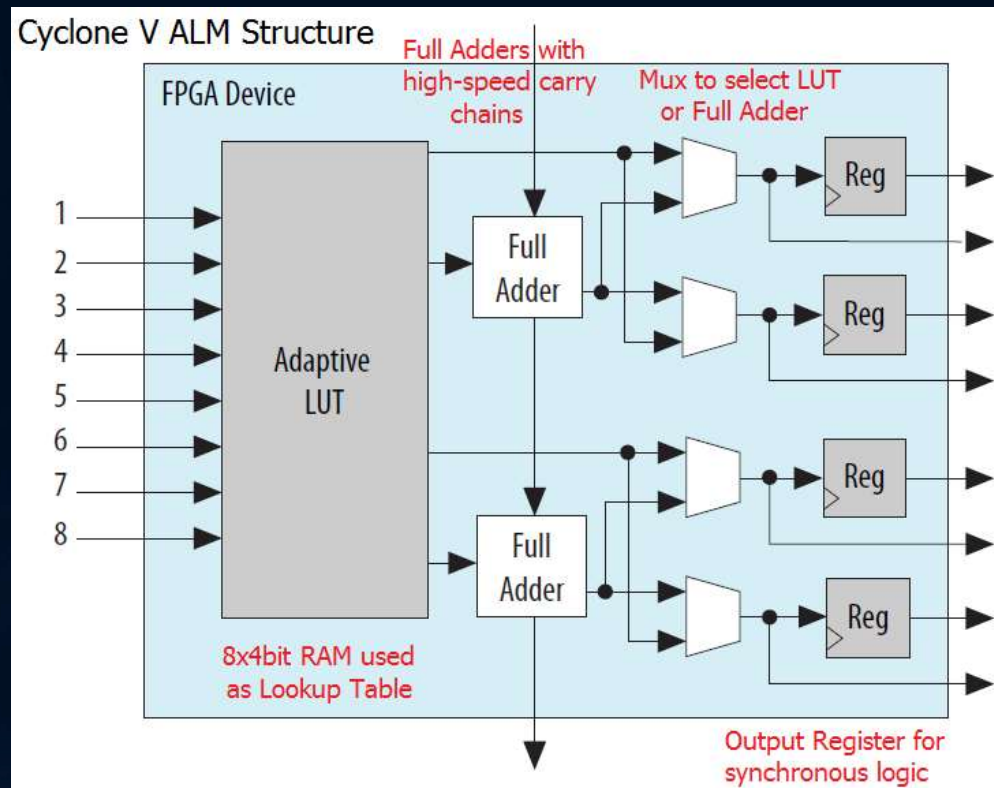 Cyclone V ALM Structure
Full Adders with
high-speed carry
chains
Mux to select LUT
or Full Adder
FPGA Device
Reg
1
2
3
4
5
6
7
8
Full
Adder
Reg
Adaptive
LUT
Reg
Full
Adder
Reg
8x4bit RAM used
as Lookup Table
Output Register for
synchronous logic